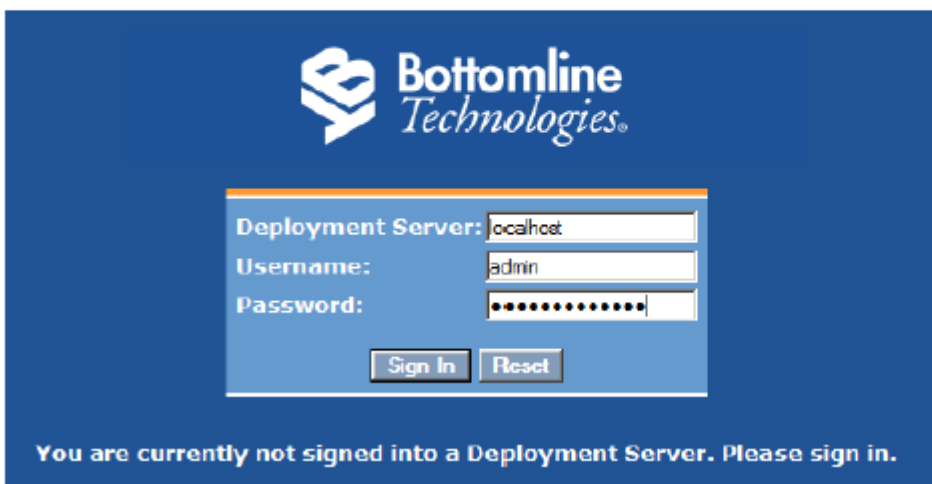 Bottomline
Technologies®
Deployment Server: localhost
Username: admin
Password: •••••••••••••
Sign In Reset
You are currently not signed into a Deployment Server. Please sign in.